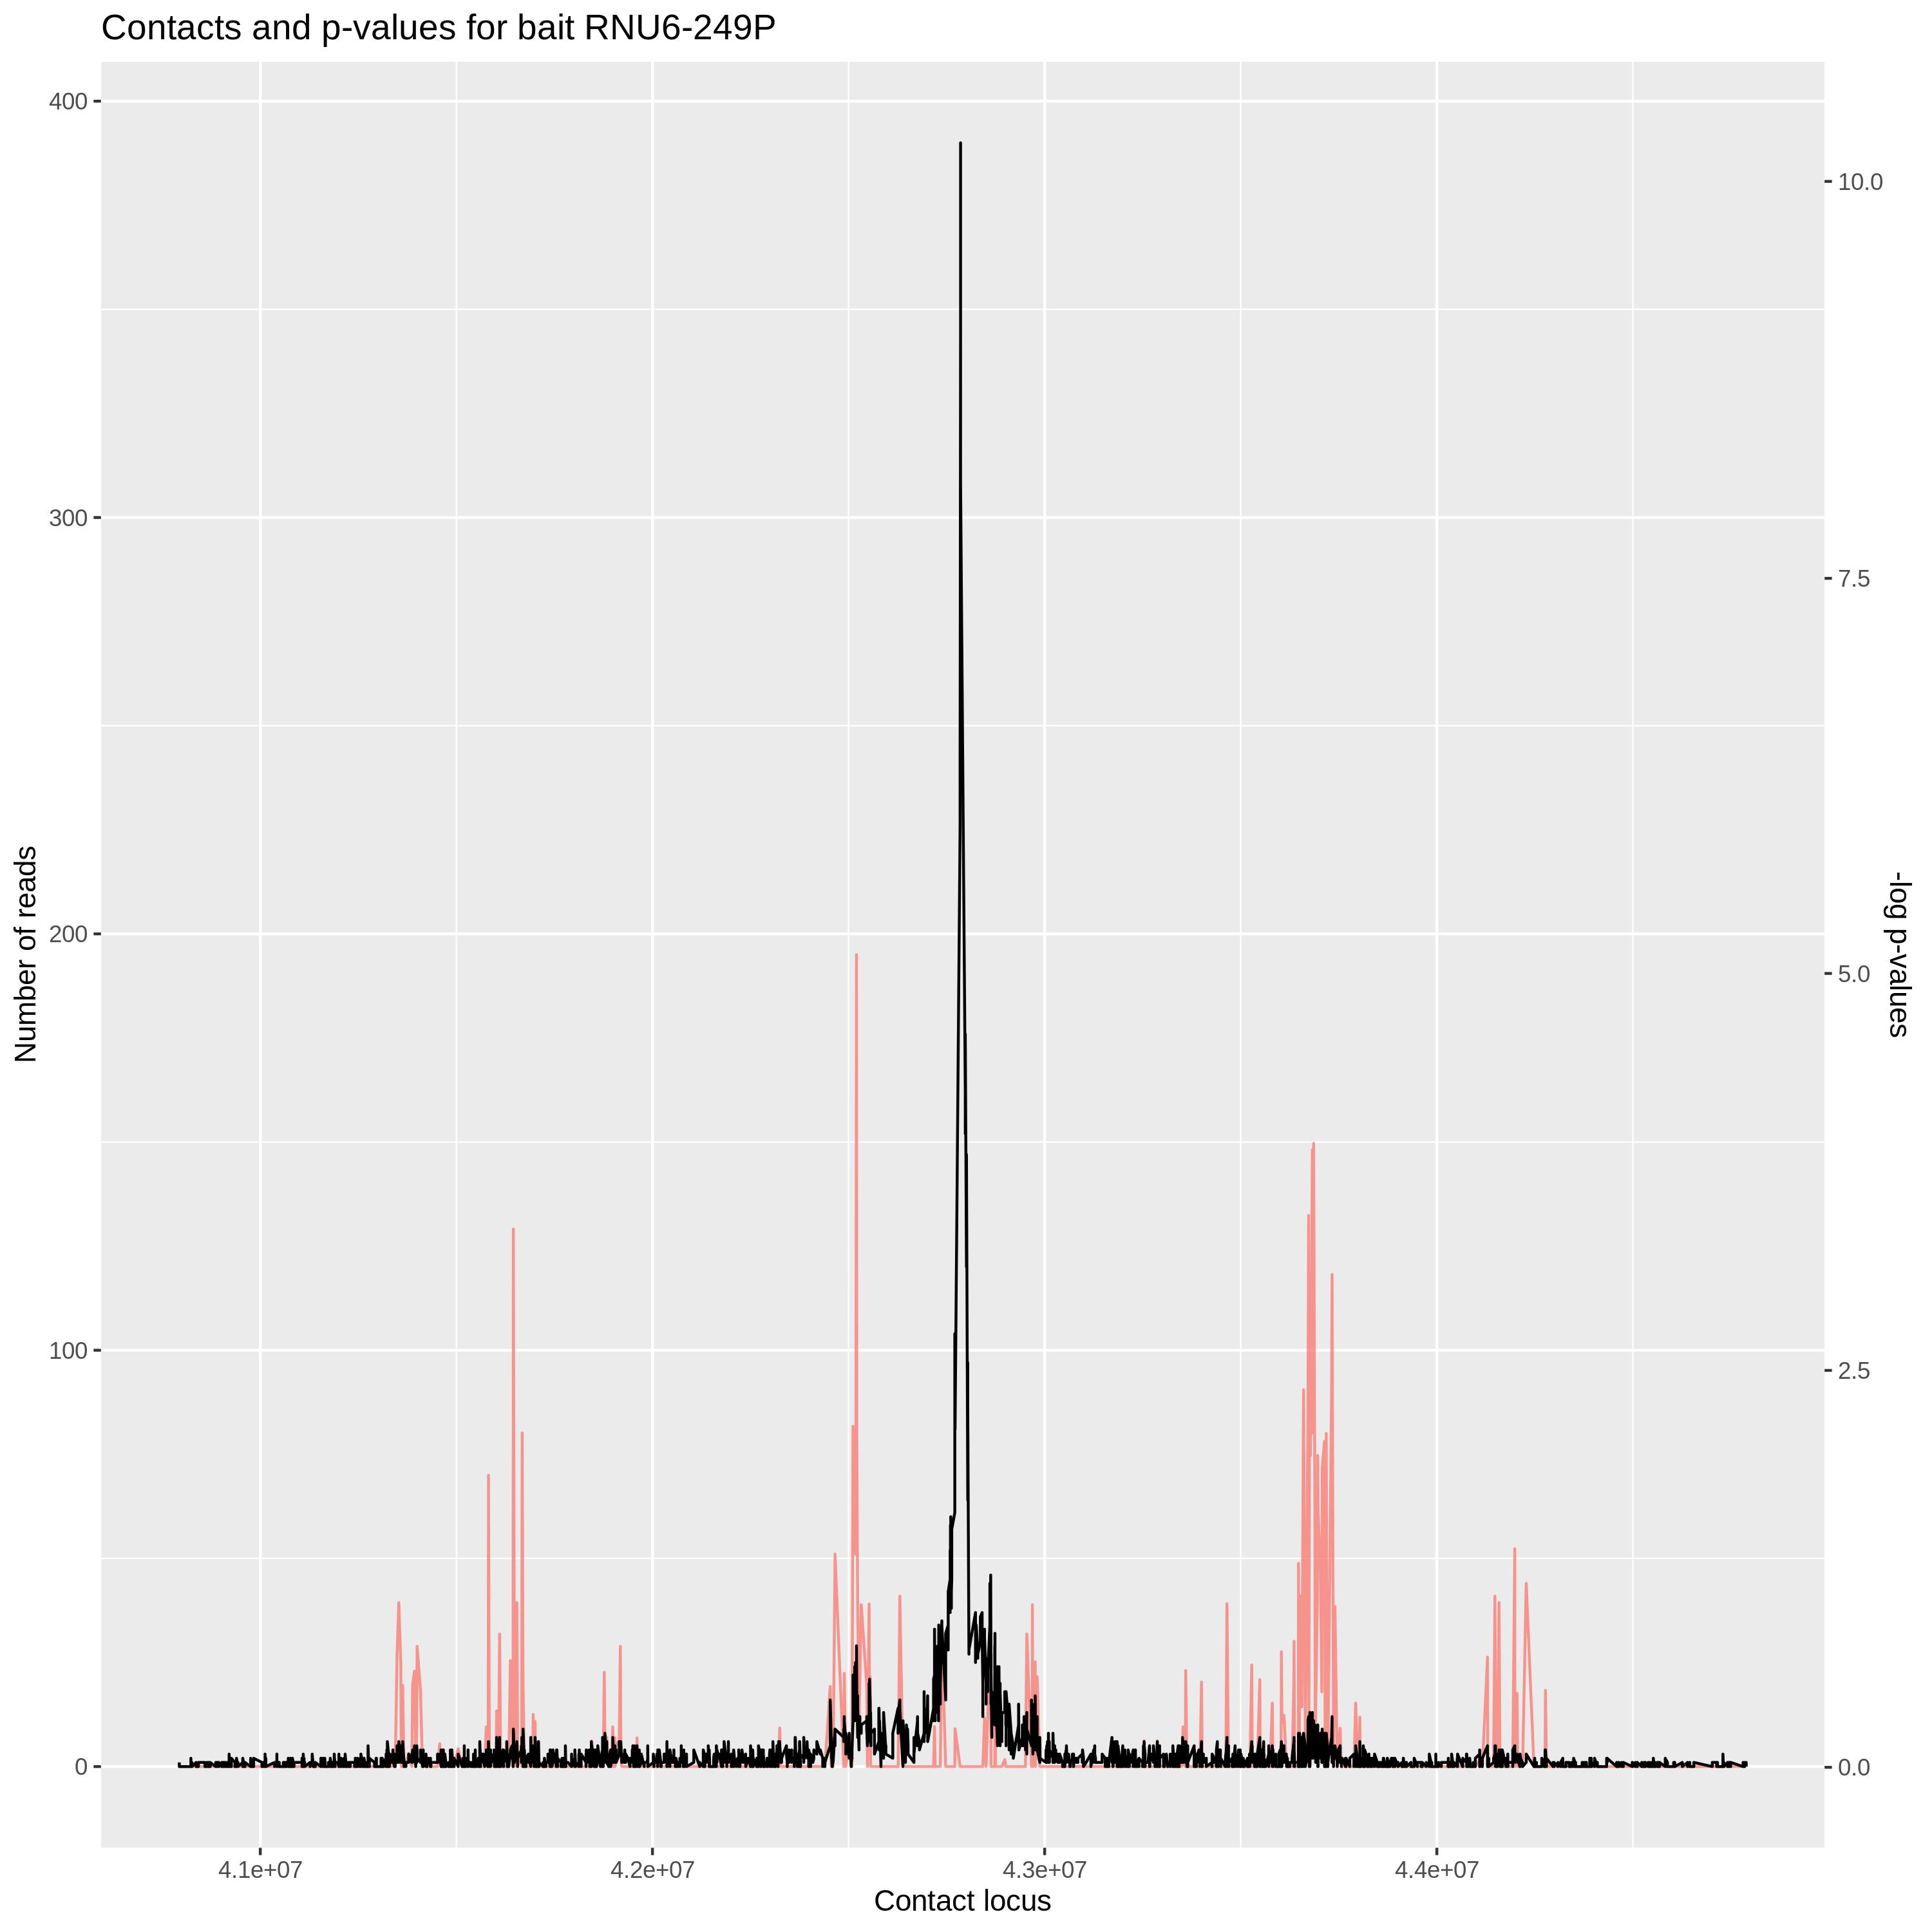 Contacts and p-values for bait RNU6-249P
400
300
200
100
0
Number of reads
10.0
7.5
5.0
2.5
0.0
-log p-values
4.1e+07
4.2e+07
4.3e+07
4.4e+07
Contact locus